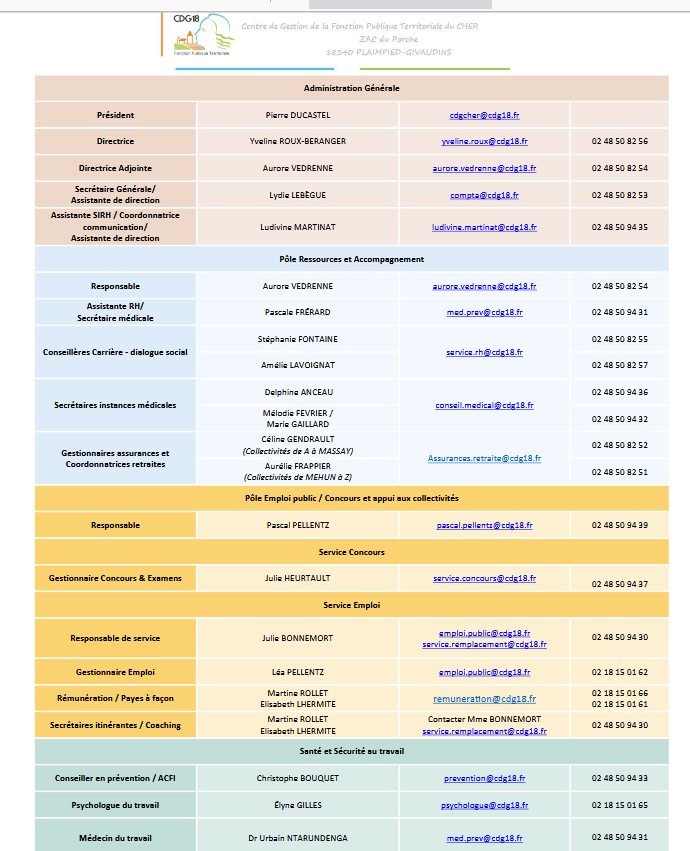 CDG18
Fonction Publique Territoriale
Centre de Gestion de la Fonction Publique Territoriale du CHER
ZAC du Porche
18340 PLAIMPIED-GIVAUDINS
Administration Générale
Président Pierre DUCASTEL cdgcher@cdg18.fr
Directrice Yveline ROUX-BERANGER yveline.roux@cdg18.fr 02 48 50 82 56
Directrice Adjointe Aurore VEDRENNE aurore.vedrenne@cdg18.fr 02 48 50 82 54
Secrétaire Générale/
Assistante de direction Lydie LEBÈGUE compta@cdg18.fr 02 48 50 82 53
Assistante SIRH / Coordonnatrice
communication/
Assistante de direction Ludivine MARTINAT ludivine.martinat@cdg18.fr 02 48 50 94 35
Pôle Ressources et Accompagnement
Responsable Aurore VEDRENNE aurore.vedrenne@cdg18.fr 02 48 50 82 54
Assistante RH/
Secrétaire médicale Pascale FRÉRARD med.prev@cdg18.fr 02 48 50 94 31
Conseillères Carrière - dialogue social
Stéphanie FONTAINE 02 48 50 82 55
service.rh@cdg18.fr
Amélie LAVOIGNAT 02 48 50 82 57
Secrétaires instances médicales
Delphine ANCEAU 02 48 50 94 36
conseil.medical@cdg18.fr
Mélodie FEVRIER /
Marie GAILLARD 02 48 50 94 32
Gestionnaires assurances et
Coordonnatrices retraites
Céline GENDRAULT
(Collectivités de A à MASSAY) 02 48 50 82 52
Assurances.retraite@cdg18.fr
Aurélie FRAPPIER
(Collectivités de MEHUN à Z) 02 48 50 82 51
Pôle Emploi public / Concours et appui aux collectivités
Responsable Pascal PELLENTZ pascal.pellentz@cdg18.fr 02 48 50 94 39
Service Concours
Gestionnaire Concours & Examens Julie HEURTAULT service.concours@cdg18.fr 02 48 50 94 37
Service Emploi
Responsable de service Julie BONNEMORT emploi.public@cdg18.fr
service.remplacement@cdg18.fr 02 48 50 94 30
Gestionnaire Emploi Léa PELLENTZ emploi.public@cdg18.fr 02 18 15 01 62
Rémunération / Payes à façon Martine ROLLET
Elisabeth LHERMITE remuneration@cdg18.fr 02 18 15 01 66
02 18 15 01 61
Secrétaires itinérantes / Coaching Martine ROLLET
Elisabeth LHERMITE Contacter Mme BONNEMORT
service.remplacement@cdg18.fr 02 48 50 94 30
Santé et Sécurité au travail
Conseiller en prévention / ACFI Christophe BOUQUET prevention@cdg18.fr 02 48 50 94 33
Psychologue du travail Élyne GILLES psychologue@cdg18.fr 02 18 15 01 65
Médecin du travail Dr Urbain NTARUNDENGA med.prev@cdg18.fr 02 48 50 94 31